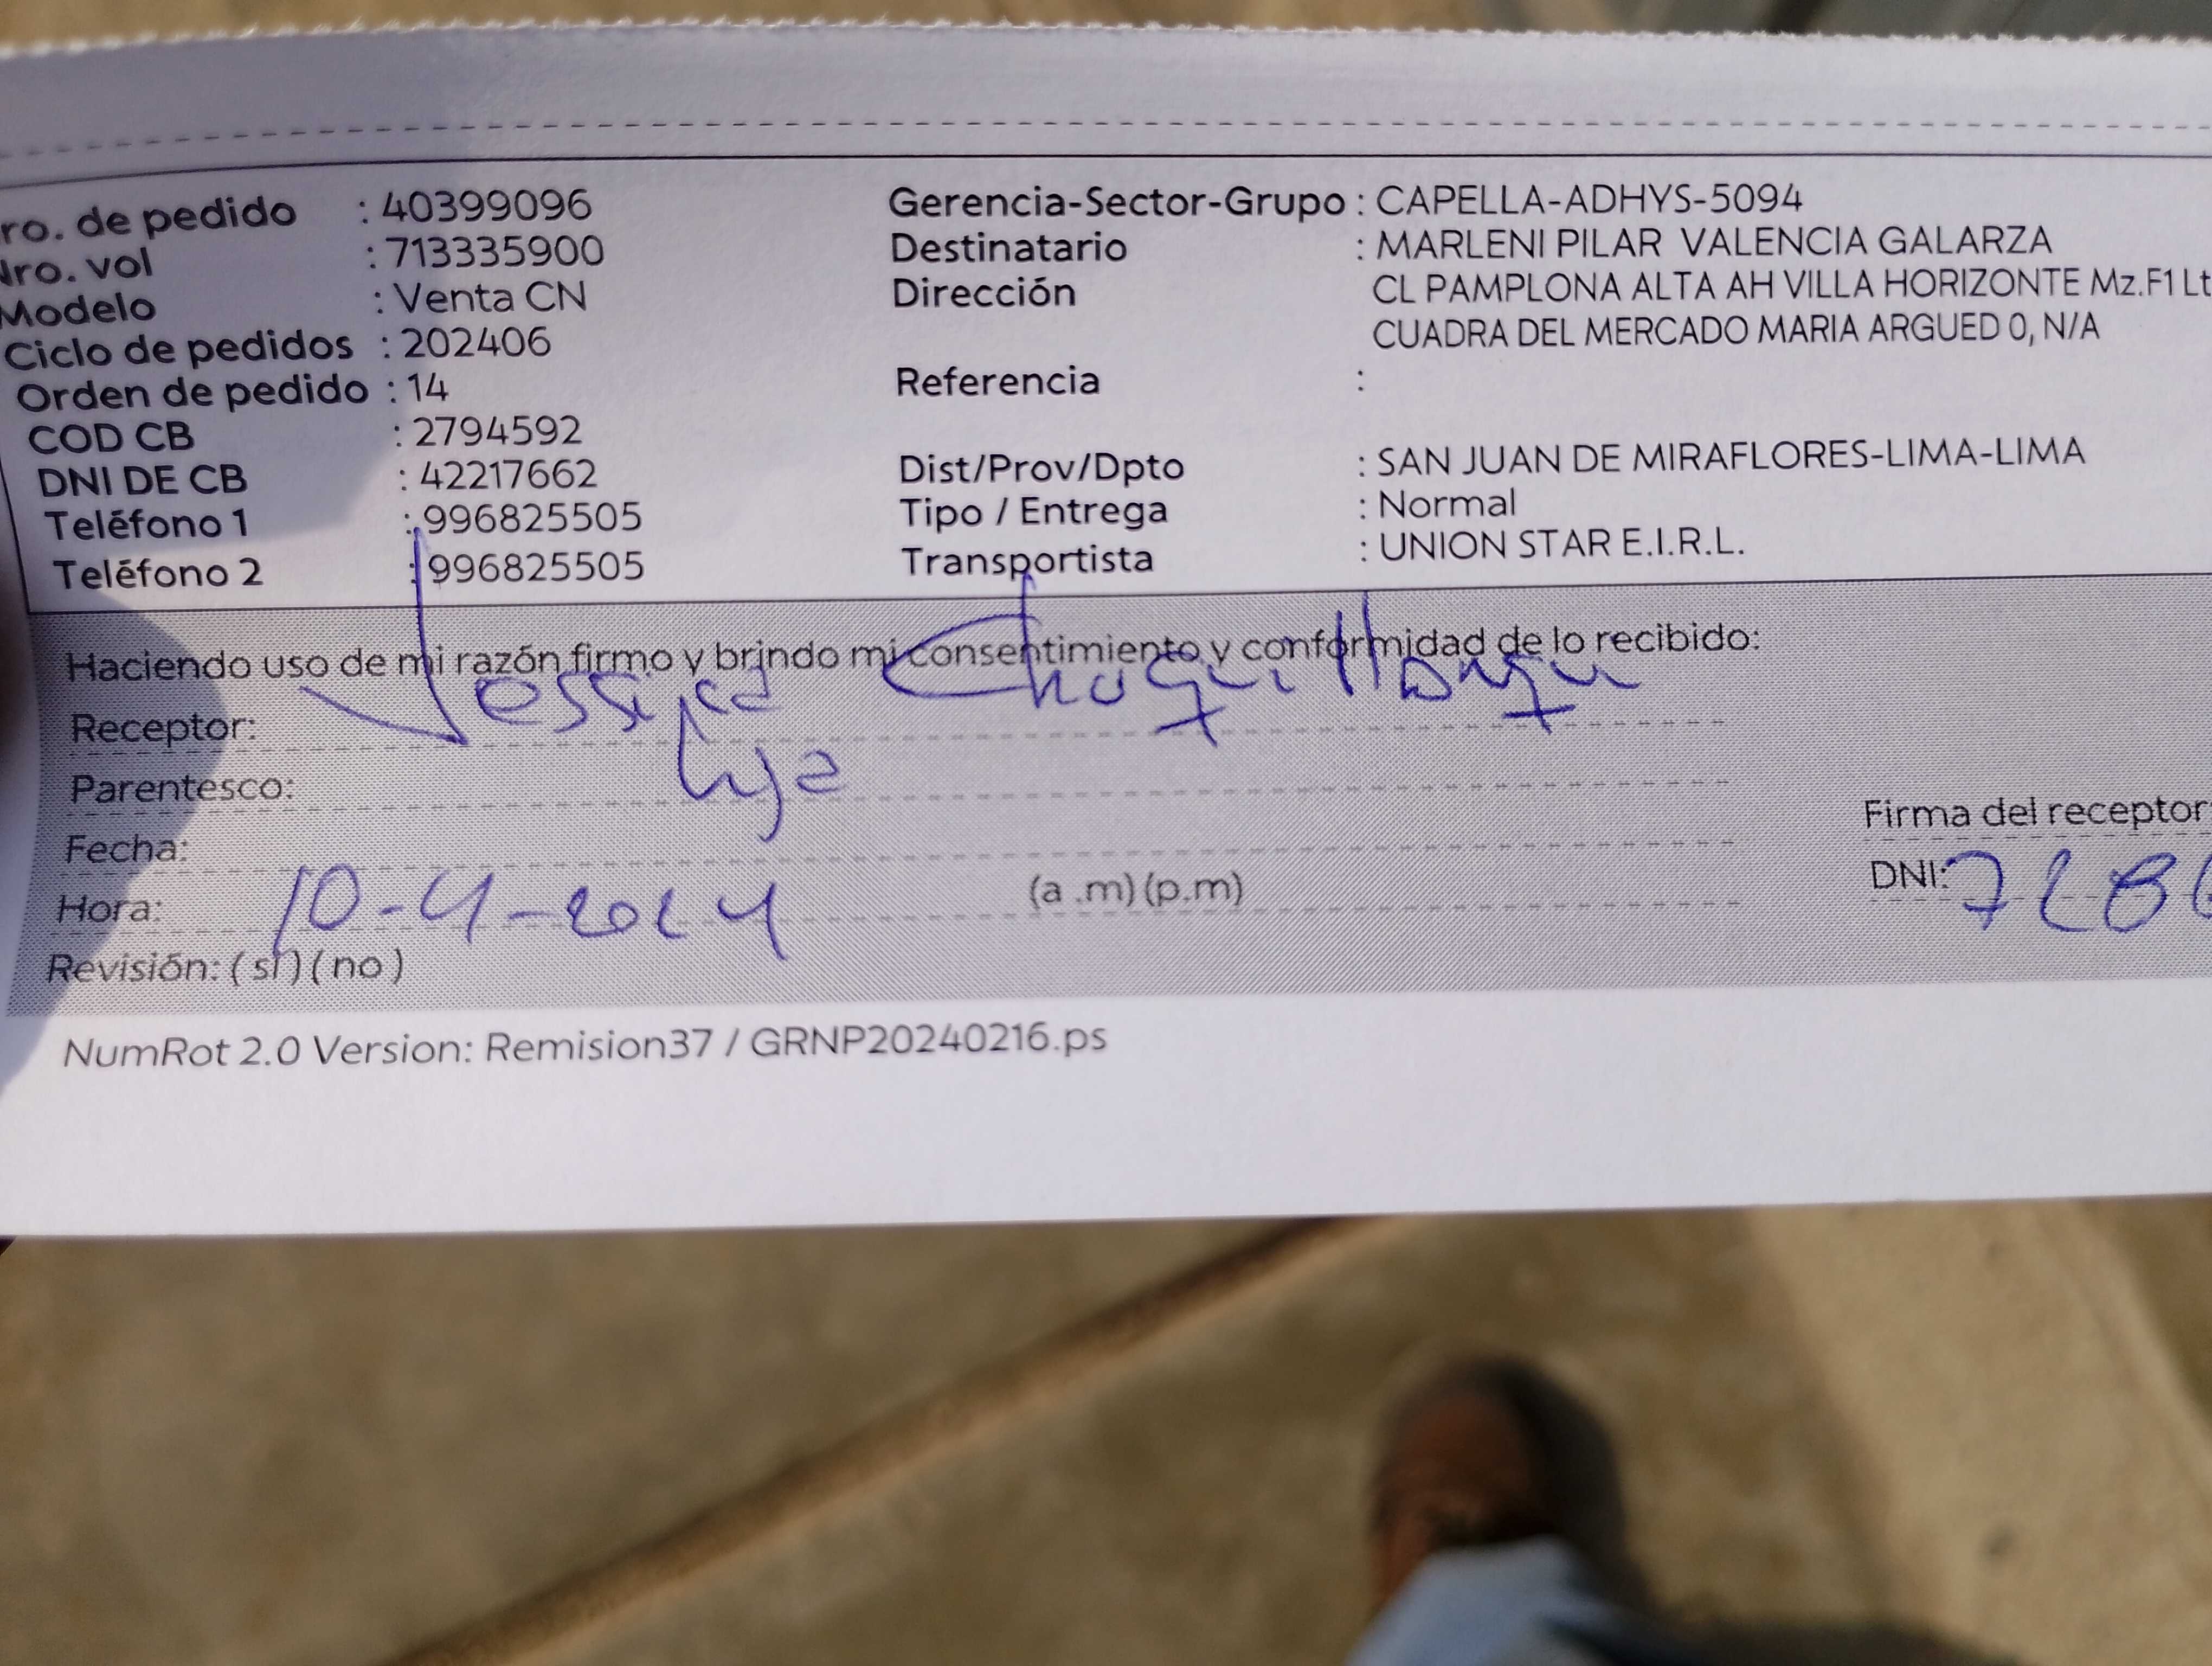 ro. de pedido : 40399096
Nro. vol : 713335900
Modelo : Venta CN
Ciclo de pedidos : 202406
Orden de pedido : 14
COD CB : 2794592
DNI DE CB : 42217662
Teléfono 1 : 996825505
Teléfono 2 : 996825505
Gerencia-Sector-Grupo : CAPELLA-ADHYS-5094
Destinatario : MARLENI PILAR VALENCIA GALARZA
Dirección CL PAMPLONA ALTA AH VILLA HORIZONTE Mz.F1 Lt
CUADRA DEL MERCADO MARIA ARGUED 0, N/A
Referencia :
Dist/Prov/Dpto : SAN JUAN DE MIRAFLORES-LIMA-LIMA
Tipo / Entrega : Normal
Transportista : UNION STAR E.I.R.L.
Haciendo uso de mi razón firmo y brindo mi consentimiento y conformidad de lo recibido:
Receptor: Jessica
Parentesco: hija
Fecha:
Hora: 10-4-2024 (a .m) (p.m)
Revisión: ( si ) ( no )
Firma del receptor
DNI: 728
NumRot 2.0 Version: Remision37 / GRNP20240216.ps